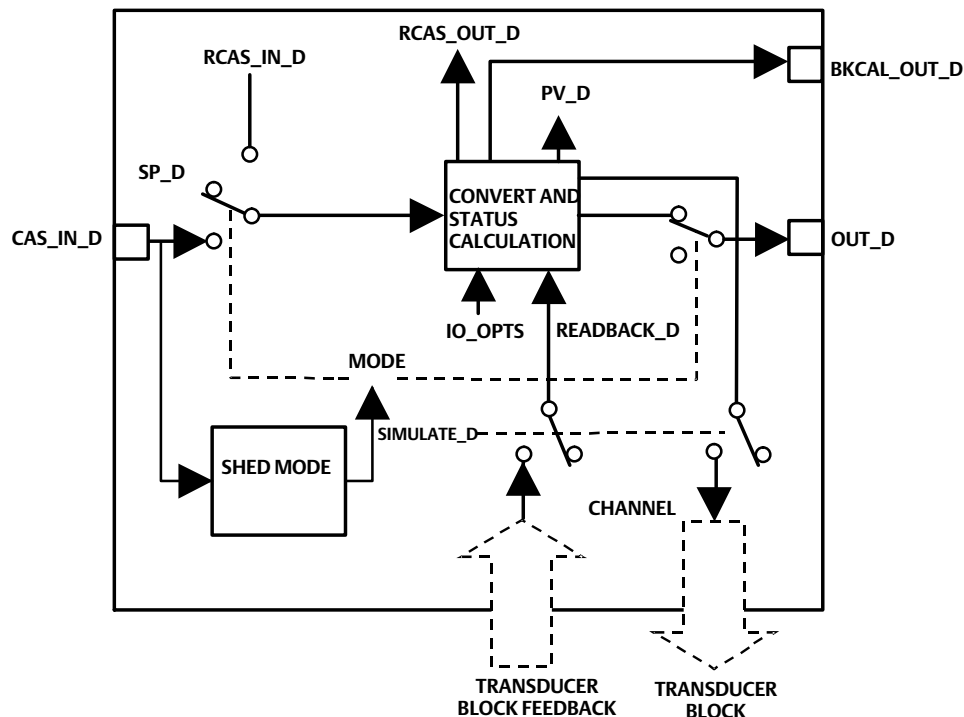 RCAS_OUT_D
RCAS_IN_D
BKCAL_OUT_D
PV_D
SP_D
CONVERT AND
STATUS
CALCULATION
CAS_IN_D
OUT_D
IO_OPTS
READBACK_D
MODE
SIMULATE_D
SHED MODE
CHANNEL
TRANSDUCER
BLOCK FEEDBACK
TRANSDUCER
BLOCK